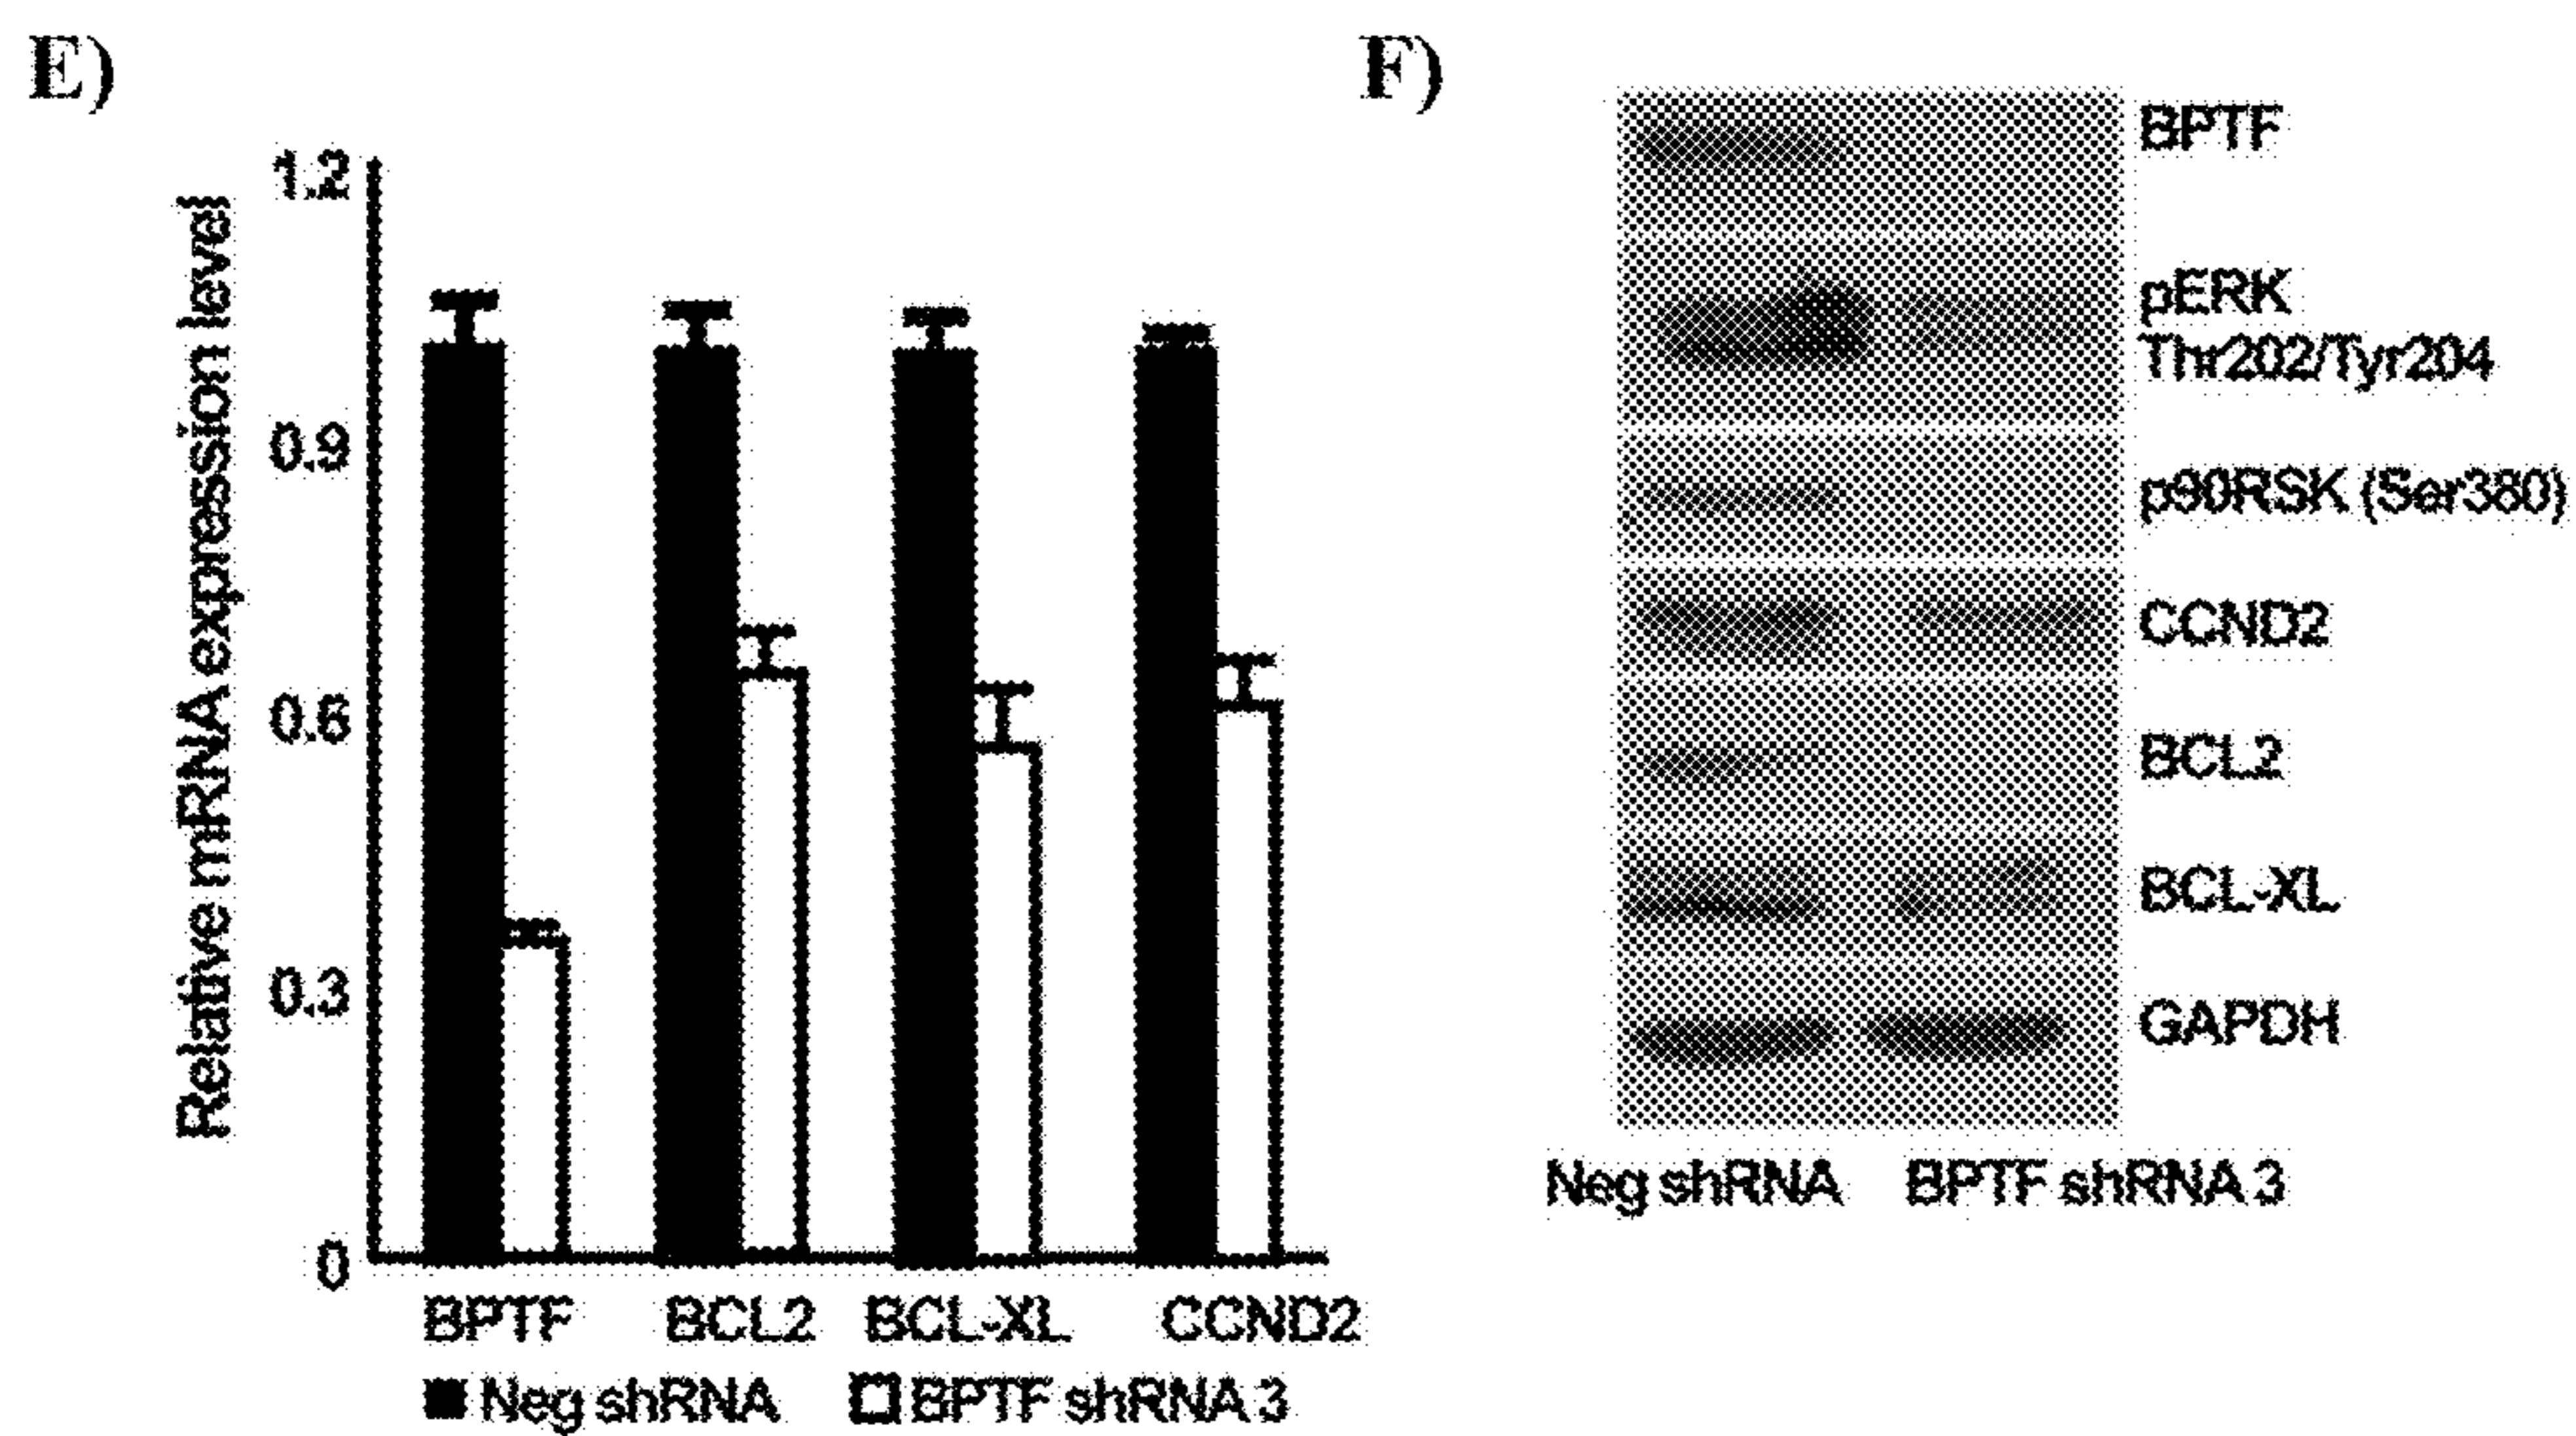 E)
Relative mRNA expression level
1.2
0.9
0.6
0.3
0
BPTF BCL2 BCL-XL CCND2
Neg shRNA BPTF shRNA 3
F)
BPTF
pERK
Thr202/Tyr204
p90RSK (Ser380)
CCND2
BCL2
BCL-XL
GAPDH
Neg shRNA BPTF shRNA 3